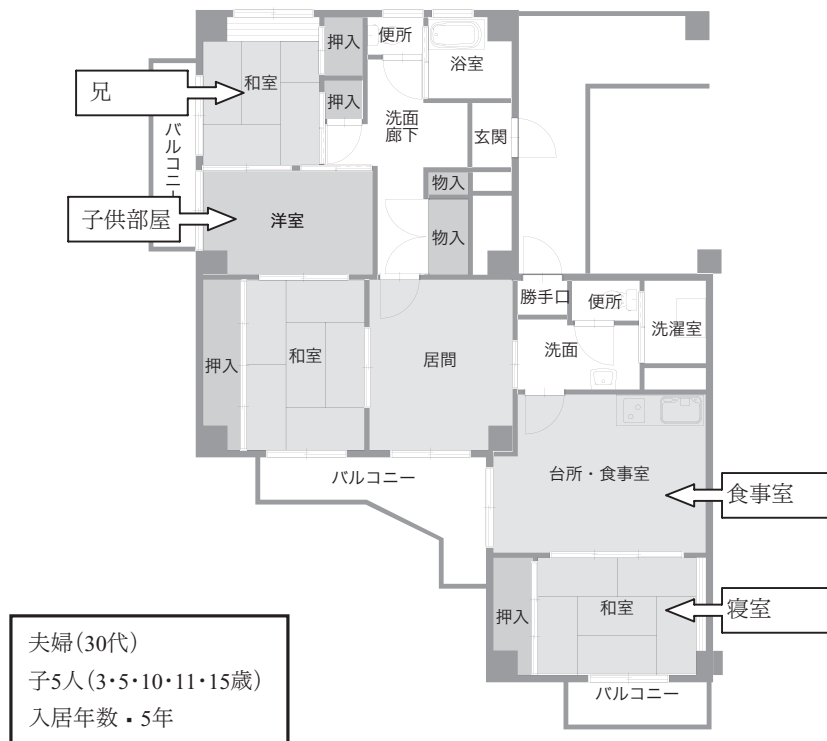 便所
押入
浴室
兄
和室
押入
洗面
廊下
玄関
バルコニー
物入
子供部屋
洋室
物入
勝手口
便所
洗濯室
押入
和室
居間
洗面
バルコニー
台所・食事室
食事室
押入
和室
寝室
バルコニー
夫婦(30代)
子5人(3・5・10・11・15歳)
入居年数・5年